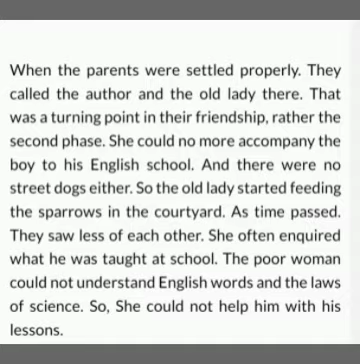 When the parents were settled properly. They
called the author and the old lady there. That
was a turning point in their friendship, rather the
second phase. She could no more accompany the
boy to his English school. And there were no
street dogs either. So the old lady started feeding
the sparrows in the courtyard. As time passed.
They saw less of each other. She often enquired
what he was taught at school. The poor woman
could not understand English words and the laws
of science. So, She could not help him with his
lessons.